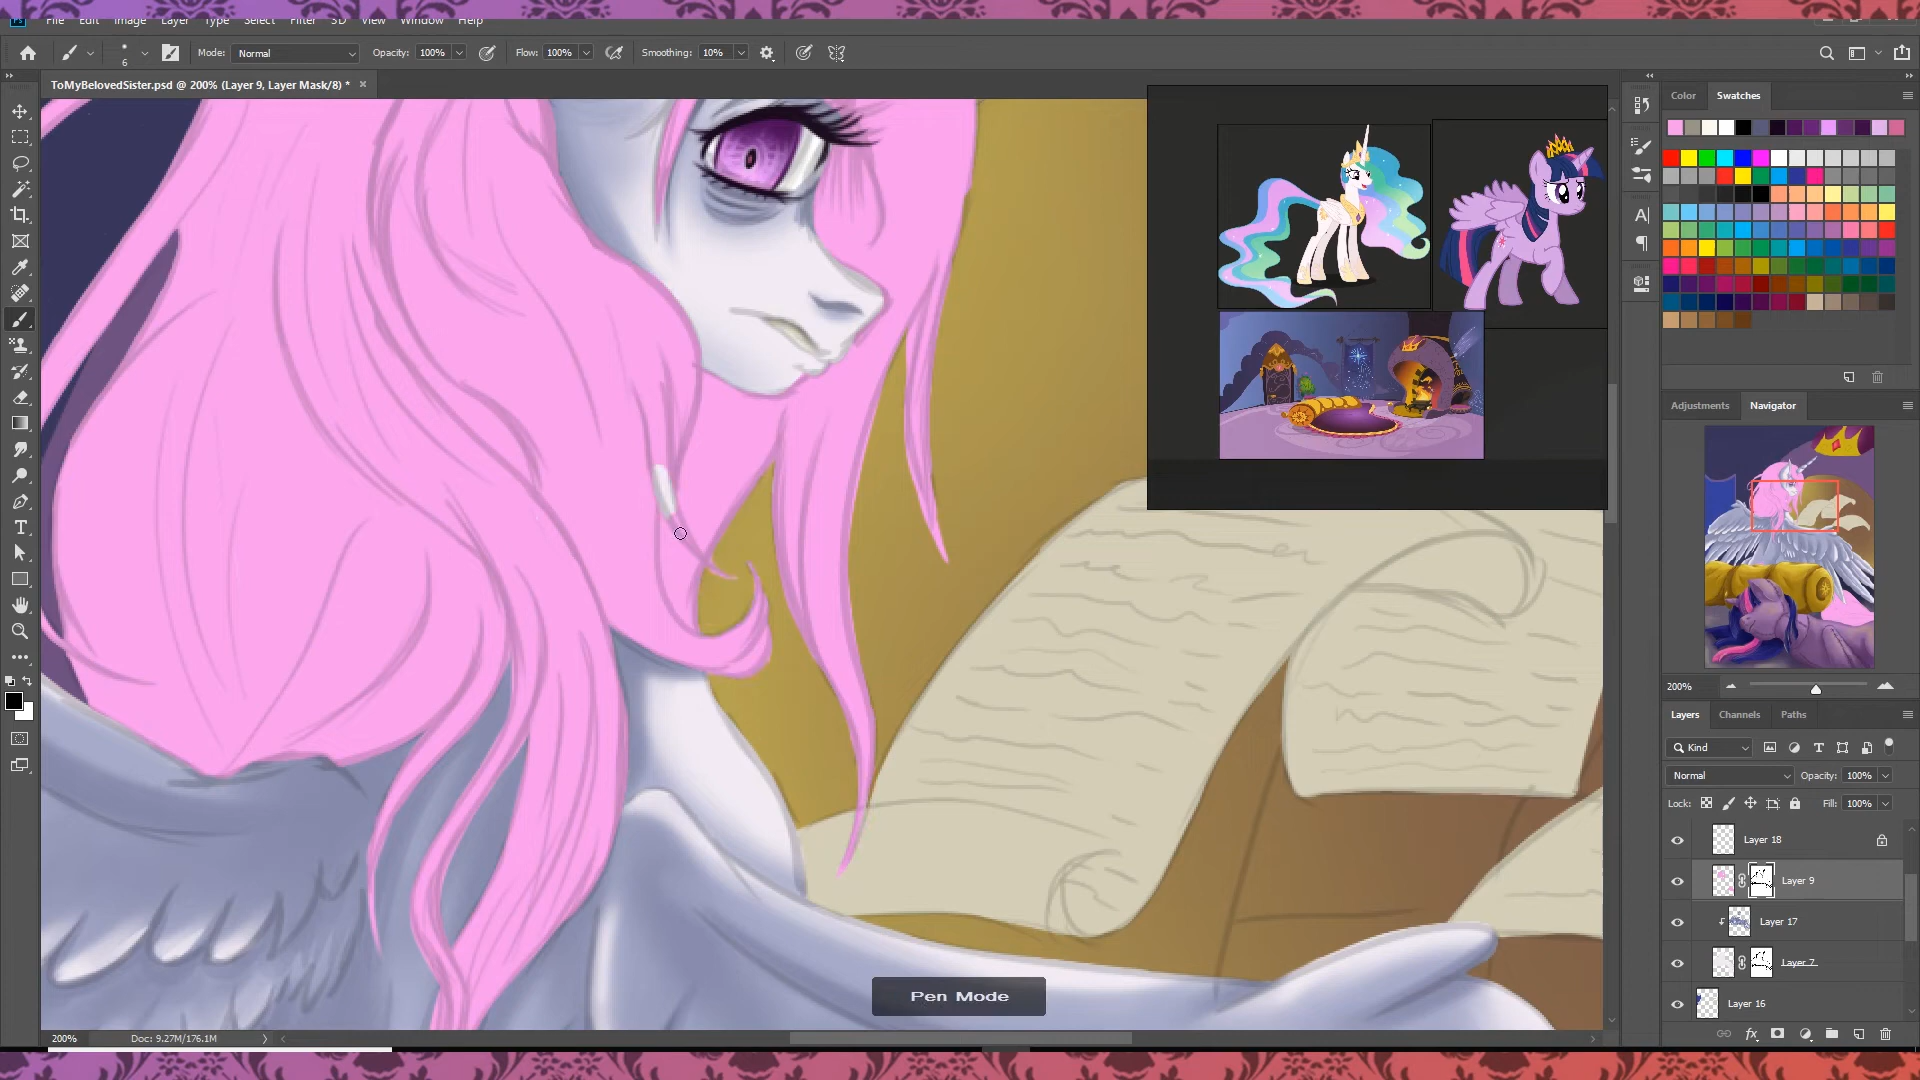 Ps File Edit Image Layer Type Select Filter 3D View Window Help
6 Mode: Normal Opacity: 100% Flow: 100% Smoothing: 10%
ToMyBelovedSister.psd @ 200% (Layer 9, Layer Mask/8) * ×
Color Swatches
Adjustments Navigator
200%
Layers Channels Paths
Kind
Normal Opacity: 100%
Lock: Fill: 100%
Layer 18
Layer 9
Layer 17
Layer 7
Layer 16
Pen Mode
200% Doc: 9.27M/176.1M